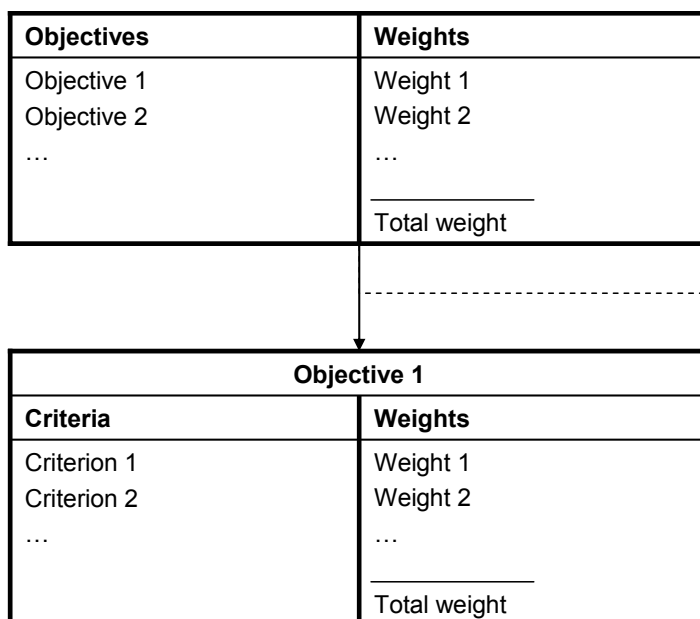 Objectives Weights
Objective 1 Weight 1
Objective 2 Weight 2
… …
Total weight
Objective 1
Criteria Weights
Criterion 1 Weight 1
Criterion 2 Weight 2
… …
Total weight